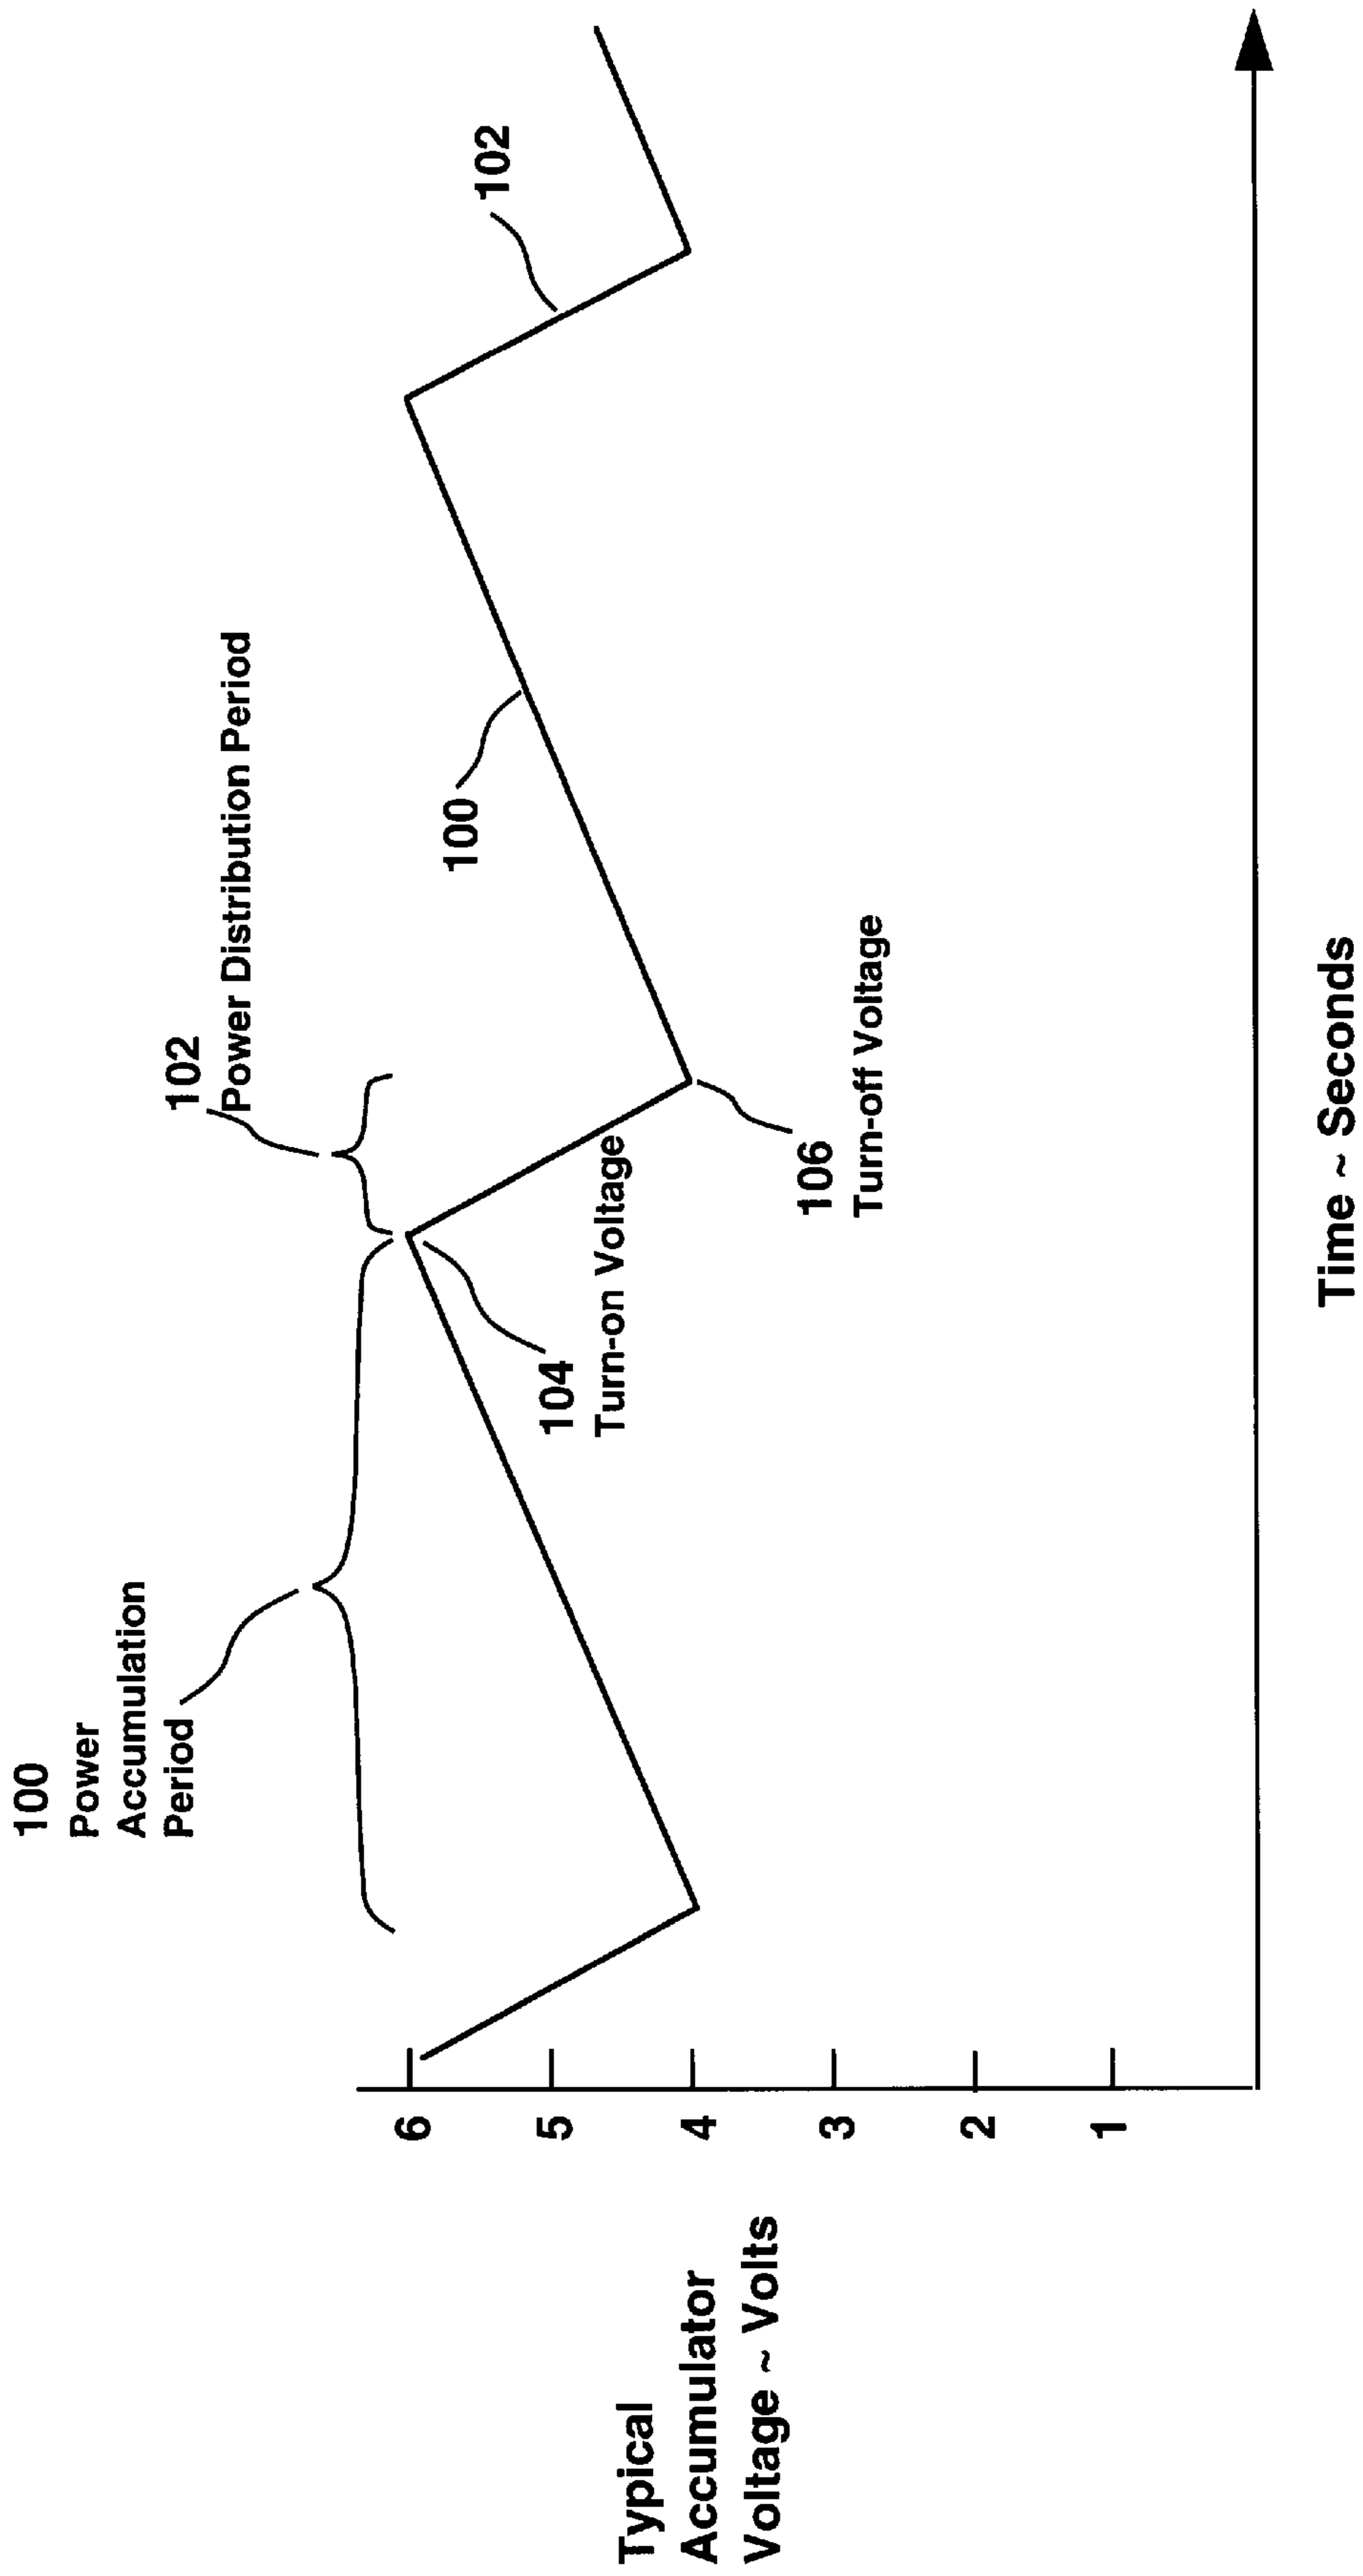 100
Power
Accumulation
Period
102
Power Distribution Period
104
Turn-on Voltage
106
Turn-off Voltage
100
102
6
5
4
3
2
1
Typical
Accumulator
Voltage ~ Volts
Time ~ Seconds